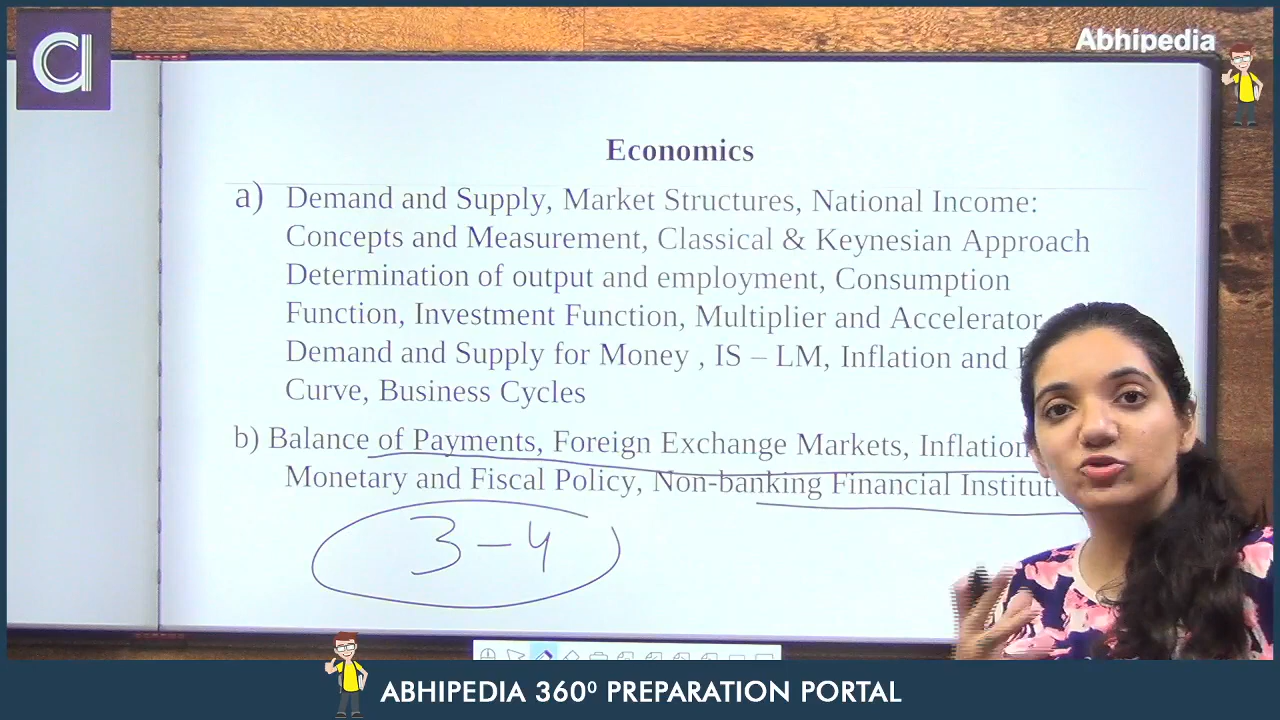 Abhipedia
Economics
a) Demand and Supply, Market Structures, National Income:
Concepts and Measurement, Classical & Keynesian Approach
Determination of output and employment, Consumption
Function, Investment Function, Multiplier and Accelerator
Demand and Supply for Money , IS – LM, Inflation and
Curve, Business Cycles
b) Balance of Payments, Foreign Exchange Markets, Inflation
Monetary and Fiscal Policy, Non-banking Financial
3-4
ABHIPEDIA 360⁰ PREPARATION PORTAL